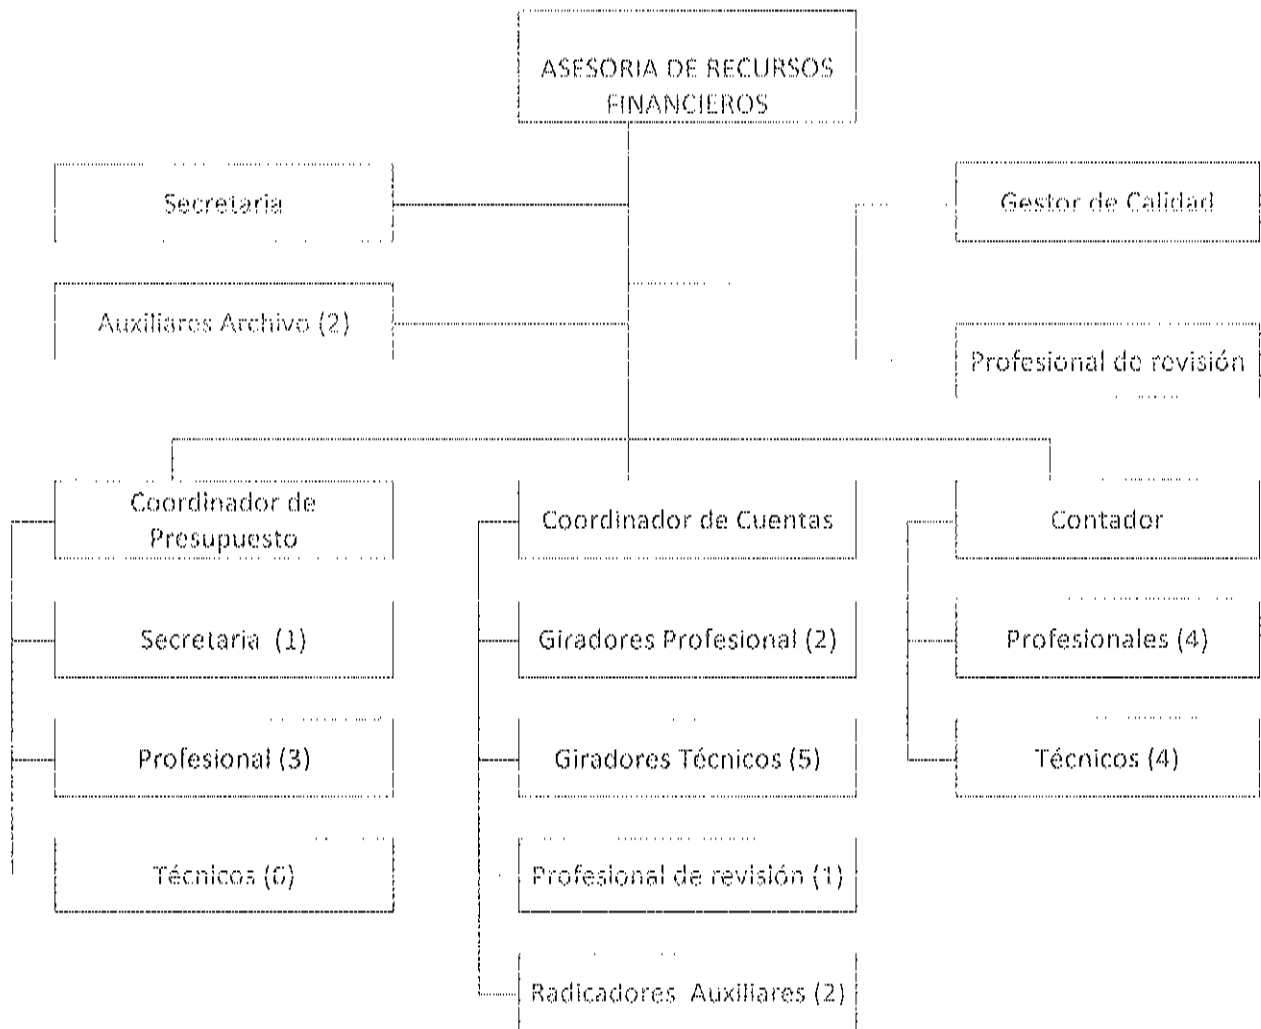 ASESORIA DE RECURSOS
FINANCIEROS
Secretaria
Gestor de Calidad
Auxiliares Archivo (2)
Profesional de revisión
Coordinador de
Presupuesto
Coordinador de Cuentas
Contador
Secretaria (1)
Giradores Profesional (2)
Profesionales (4)
Profesional (3)
Giradores Técnicos (5)
Técnicos (4)
Técnicos (6)
Profesional de revisión (1)
Radicadores Auxiliares (2)